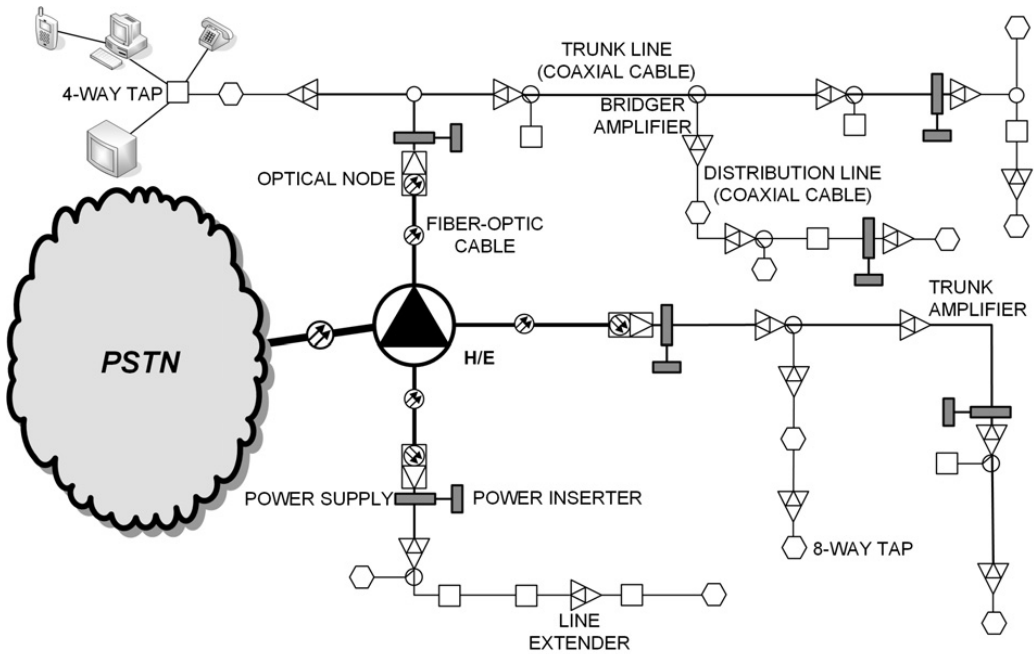 TRUNK LINE
(COAXIAL CABLE)
4-WAY TAP
BRIDGER
AMPLIFIER
OPTICAL NODE
DISTRIBUTION LINE
(COAXIAL CABLE)
FIBER-OPTIC
CABLE
TRUNK
AMPLIFIER
PSTN
H/E
POWER SUPPLY
POWER INSERTER
8-WAY TAP
LINE
EXTENDER